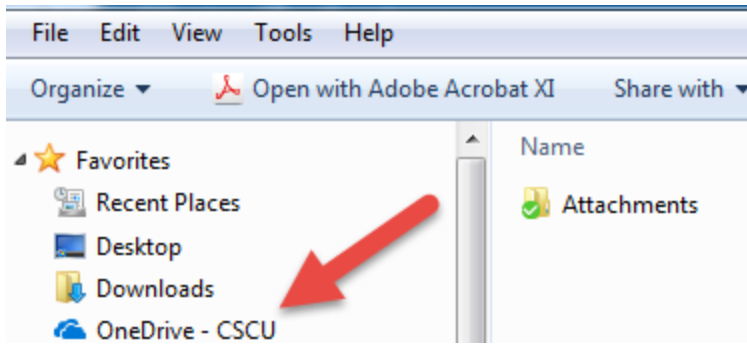 File Edit View Tools Help
Organize Open with Adobe Acrobat XI Share with
Favorites
Recent Places
Desktop
Downloads
OneDrive - CSCU
Name
Attachments